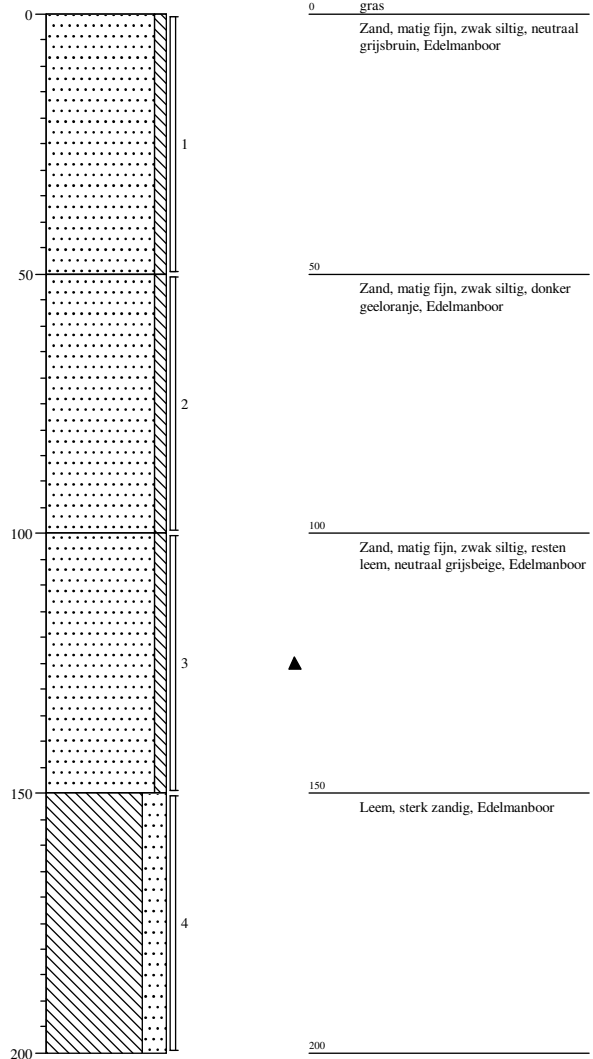 0
0
gras
Zand, matig fijn, zwak siltig, neutraal
grijsbruin, Edelmanboor
1
50
50
Zand, matig fijn, zwak siltig, donker
geeloranje, Edelmanboor
2
100
100
Zand, matig fijn, zwak siltig, resten
leem, neutraal grijsbeige, Edelmanboor
3
150
150
Leem, sterk zandig, Edelmanboor
4
200
200